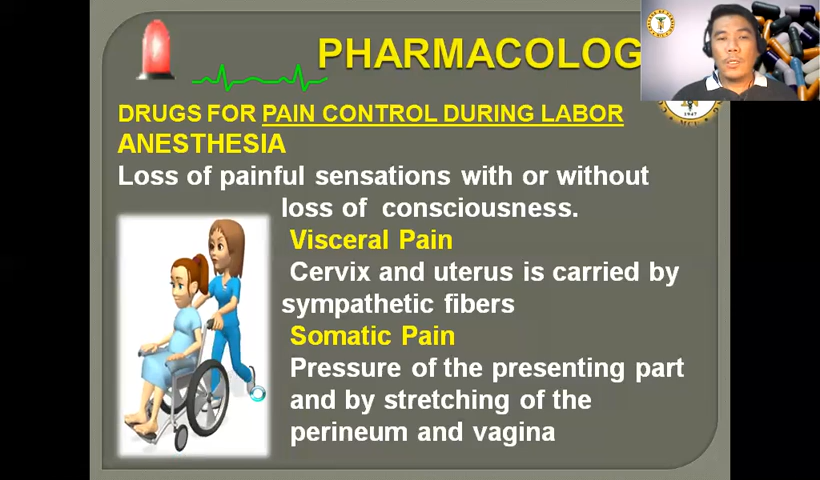 PHARMACOLOG
DRUGS FOR PAIN CONTROL DURING LABOR
ANESTHESIA
Loss of painful sensations with or without
loss of consciousness.
Visceral Pain
Cervix and uterus is carried by
sympathetic fibers
Somatic Pain
Pressure of the presenting part
and by stretching of the
perineum and vagina
1947